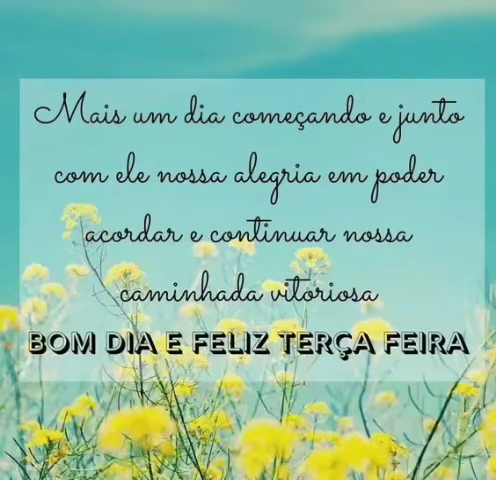 Mais um dia começando e junto
com ele nossa alegria em poder
acordar e continuar nossa
caminhada vitoriosa
BOM DIA E FELIZ TERÇA FEIRA